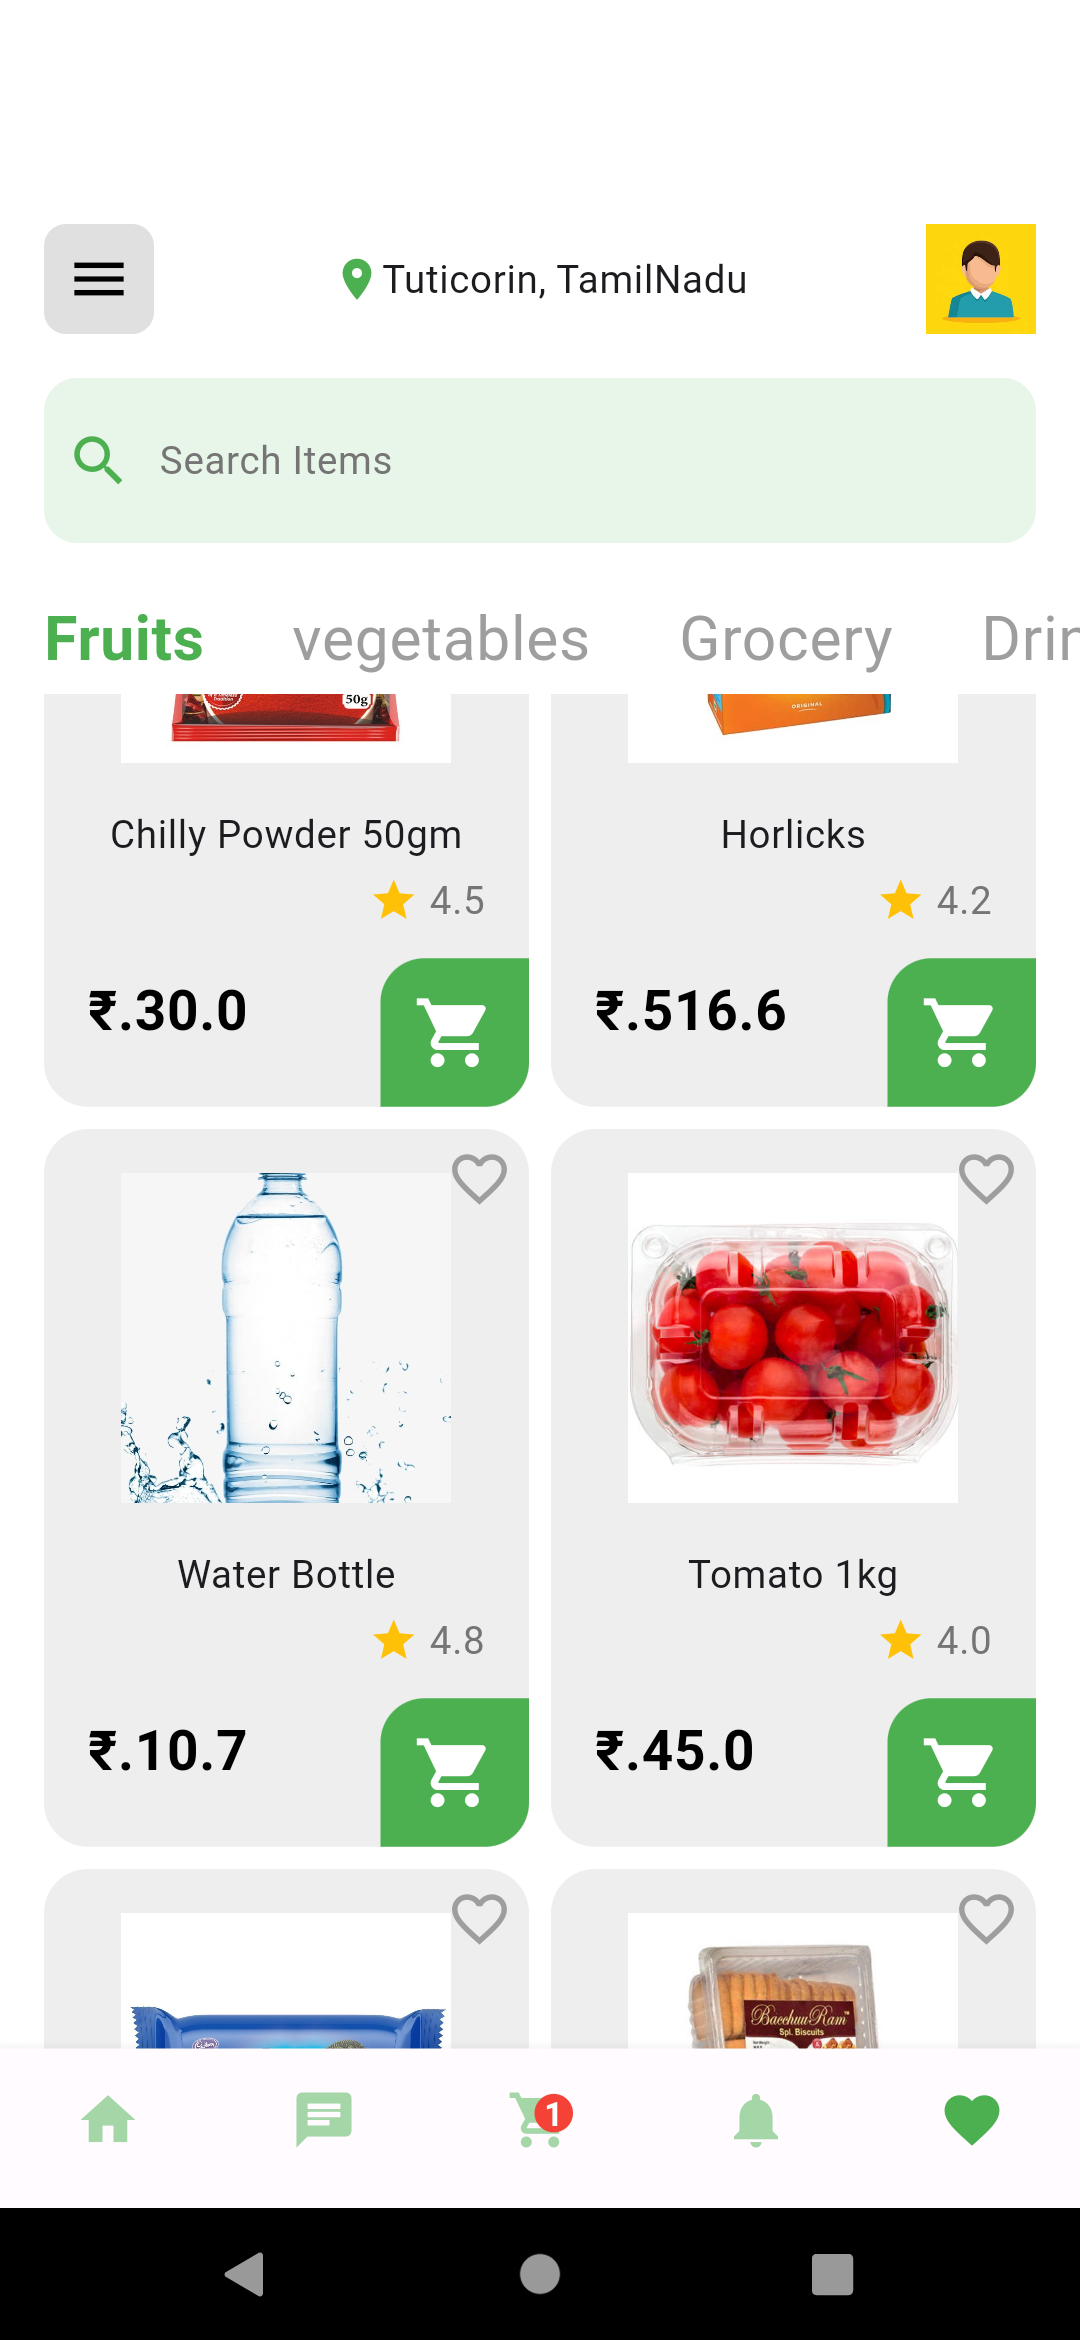 Tuticorin, TamilNadu
Search Items
Fruits vegetables Grocery Drin
50g
ORIGINAL
Chilly Powder 50gm
Horlicks
4.5
4.2
₹.30.0
₹.516.6
Water Bottle
Tomato 1kg
4.8
4.0
₹.10.7
₹.45.0
BacchuuRam
Spl. Biscuits
1